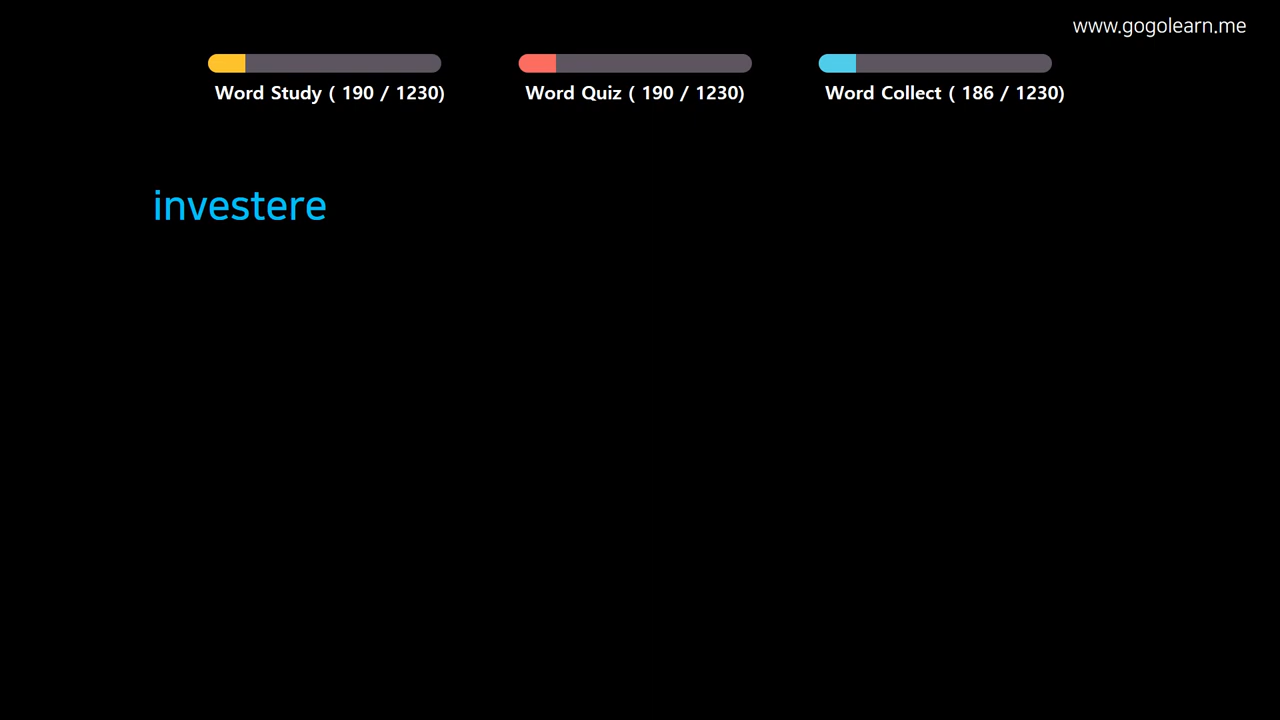 www.gogolearn.me
Word Study ( 190 / 1230)
Word Quiz ( 190 / 1230)
Word Collect ( 186 / 1230)
investere